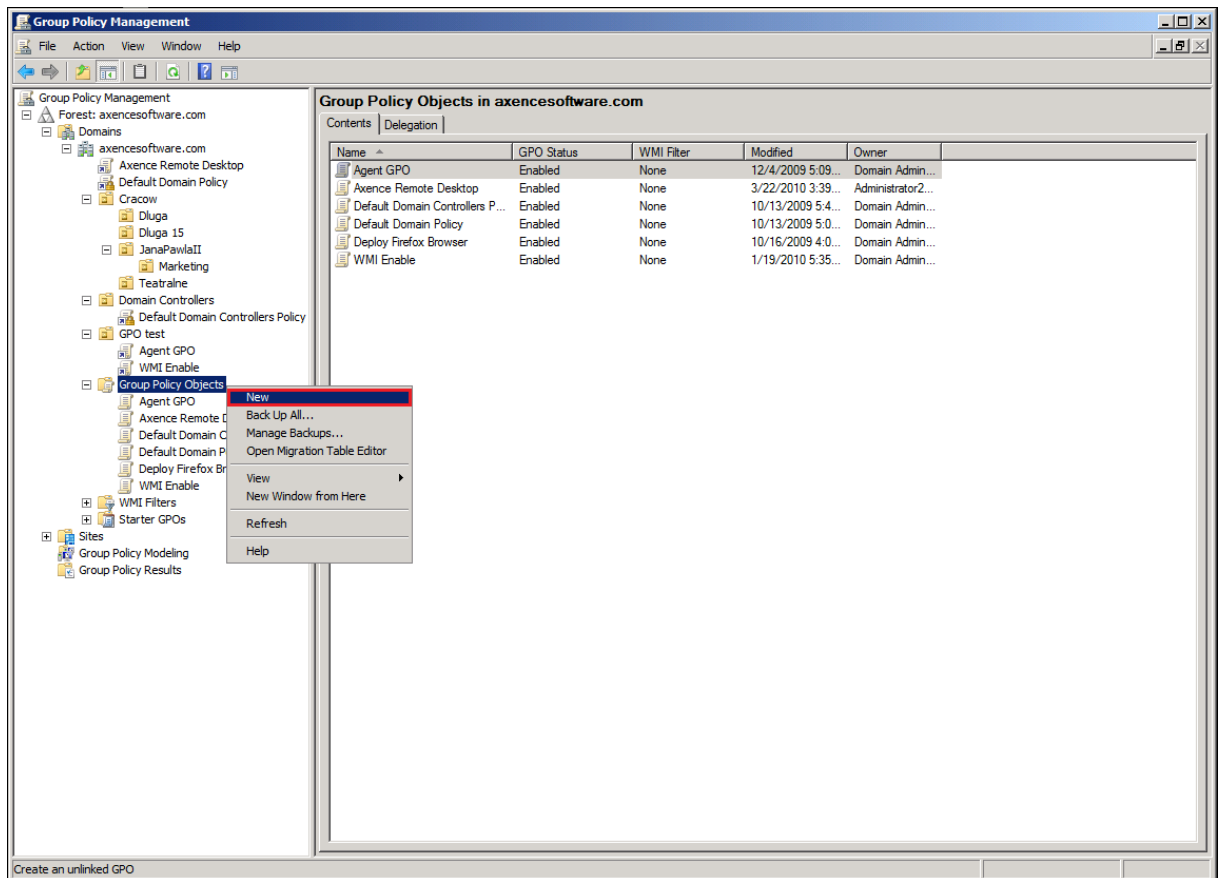 Group Policy Management
File Action View Window Help
Group Policy Management
Forest: axencesoftware.com
Domains
axencesoftware.com
Axence Remote Desktop
Default Domain Policy
Cracow
Dluga
Dluga 15
JanaPawlaII
Marketing
Teatralne
Domain Controllers
Default Domain Controllers Policy
GPO test
Agent GPO
WMI Enable
Group Policy Objects
Agent GPO
Axence Remote D
Default Domain C
Default Domain P
Deploy Firefox Br
WMI Enable
WMI Filters
Starter GPOs
Sites
Group Policy Modeling
Group Policy Results
New
Back Up All...
Manage Backups...
Open Migration Table Editor
View
New Window from Here
Refresh
Help
Group Policy Objects in axencesoftware.com
Contents Delegation
Name GPO Status WMI Filter Modified Owner
Agent GPO Enabled None 12/4/2009 5:09... Domain Admin...
Axence Remote Desktop Enabled None 3/22/2010 3:39... Administrator2...
Default Domain Controllers P... Enabled None 10/13/2009 5:4... Domain Admin...
Default Domain Policy Enabled None 10/13/2009 5:0... Domain Admin...
Deploy Firefox Browser Enabled None 10/16/2009 4:0... Domain Admin...
WMI Enable Enabled None 1/19/2010 5:35... Domain Admin...
Create an unlinked GPO